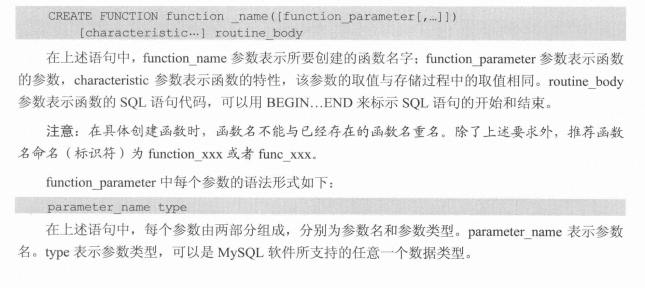 CREATE FUNCTION function _name([function_parameter[,…]])
[characteristic…] routine_body
在上述语句中，function_name 参数表示所要创建的函数名字；function_parameter 参数表示函数
的参数，characteristic 参数表示函数的特性，该参数的取值与存储过程中的取值相同。routine_body
参数表示函数的 SQL 语句代码，可以用 BEGIN…END 来标示 SQL 语句的开始和结束。
注意：在具体创建函数时，函数名不能与已经存在的函数名重名。除了上述要求外，推荐函数
名命名（标识符）为 function_xxx 或者 func_xxx。
function_parameter 中每个参数的语法形式如下：
parameter_name type
在上述语句中，每个参数由两部分组成，分别为参数名和参数类型。parameter_name 表示参数
名。type 表示参数类型，可以是 MySQL 软件所支持的任意一个数据类型。